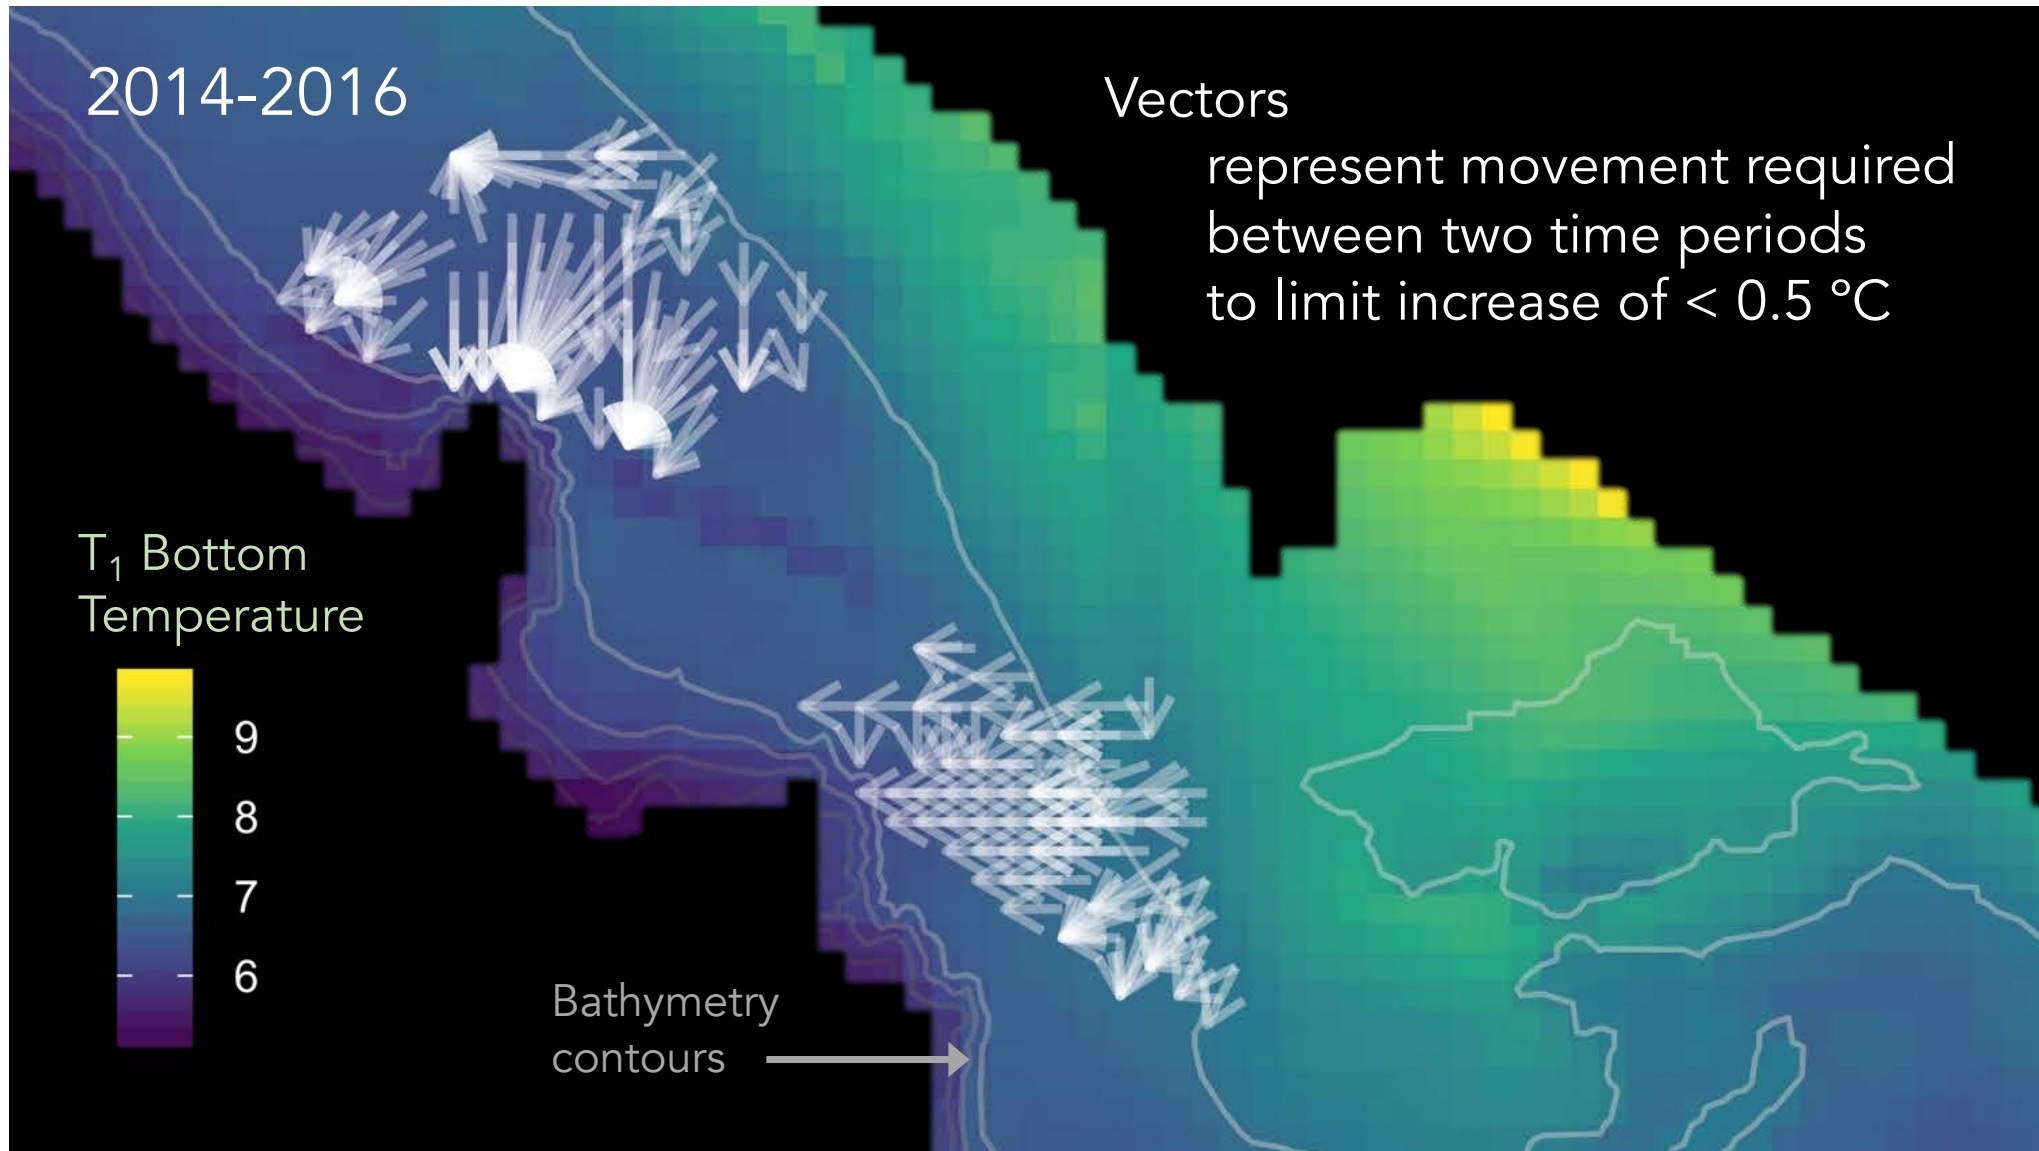 2014-2016
Vectors
represent movement required
between two time periods
to limit increase of < 0.5 °C
T₁ Bottom
Temperature
9
8
7
6
Bathymetry
contours